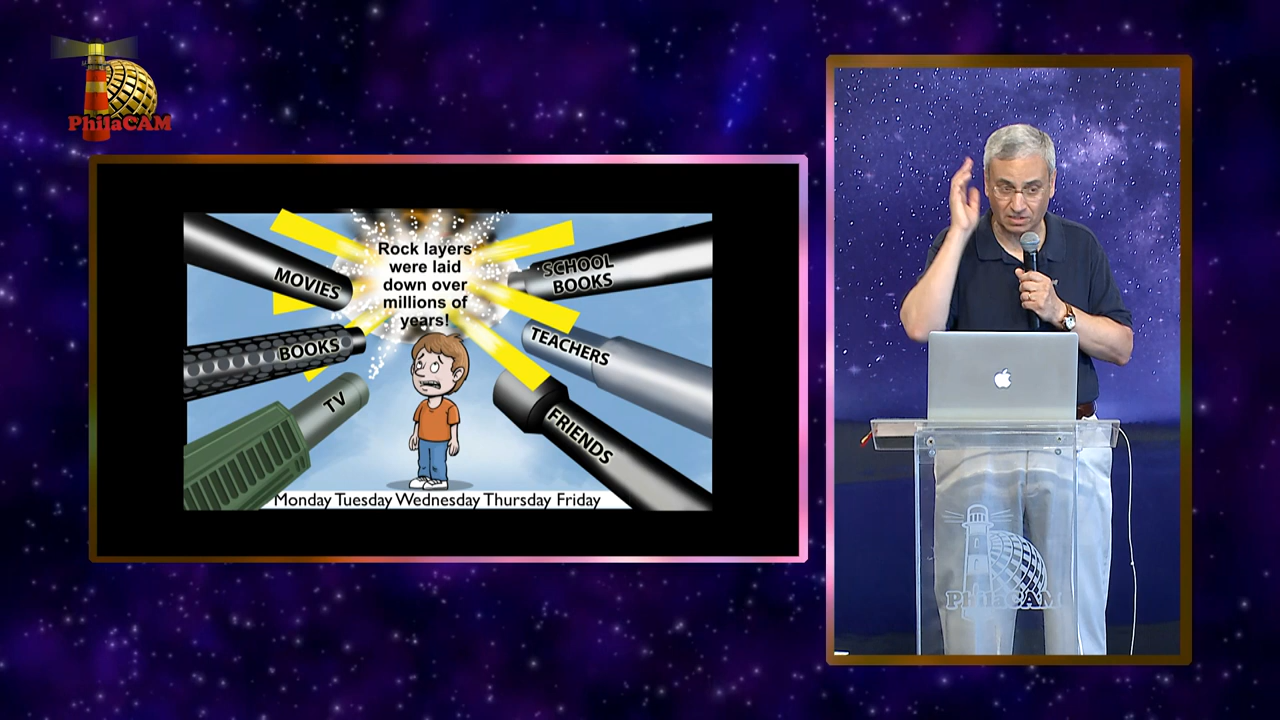 PhilaCAM
Rock layers
were laid
down over
millions of
years!
MOVIES
SCHOOL
BOOKS
BOOKS
TEACHERS
TV
FRIENDS
Monday Tuesday Wednesday Thursday Friday
PhilaCAM